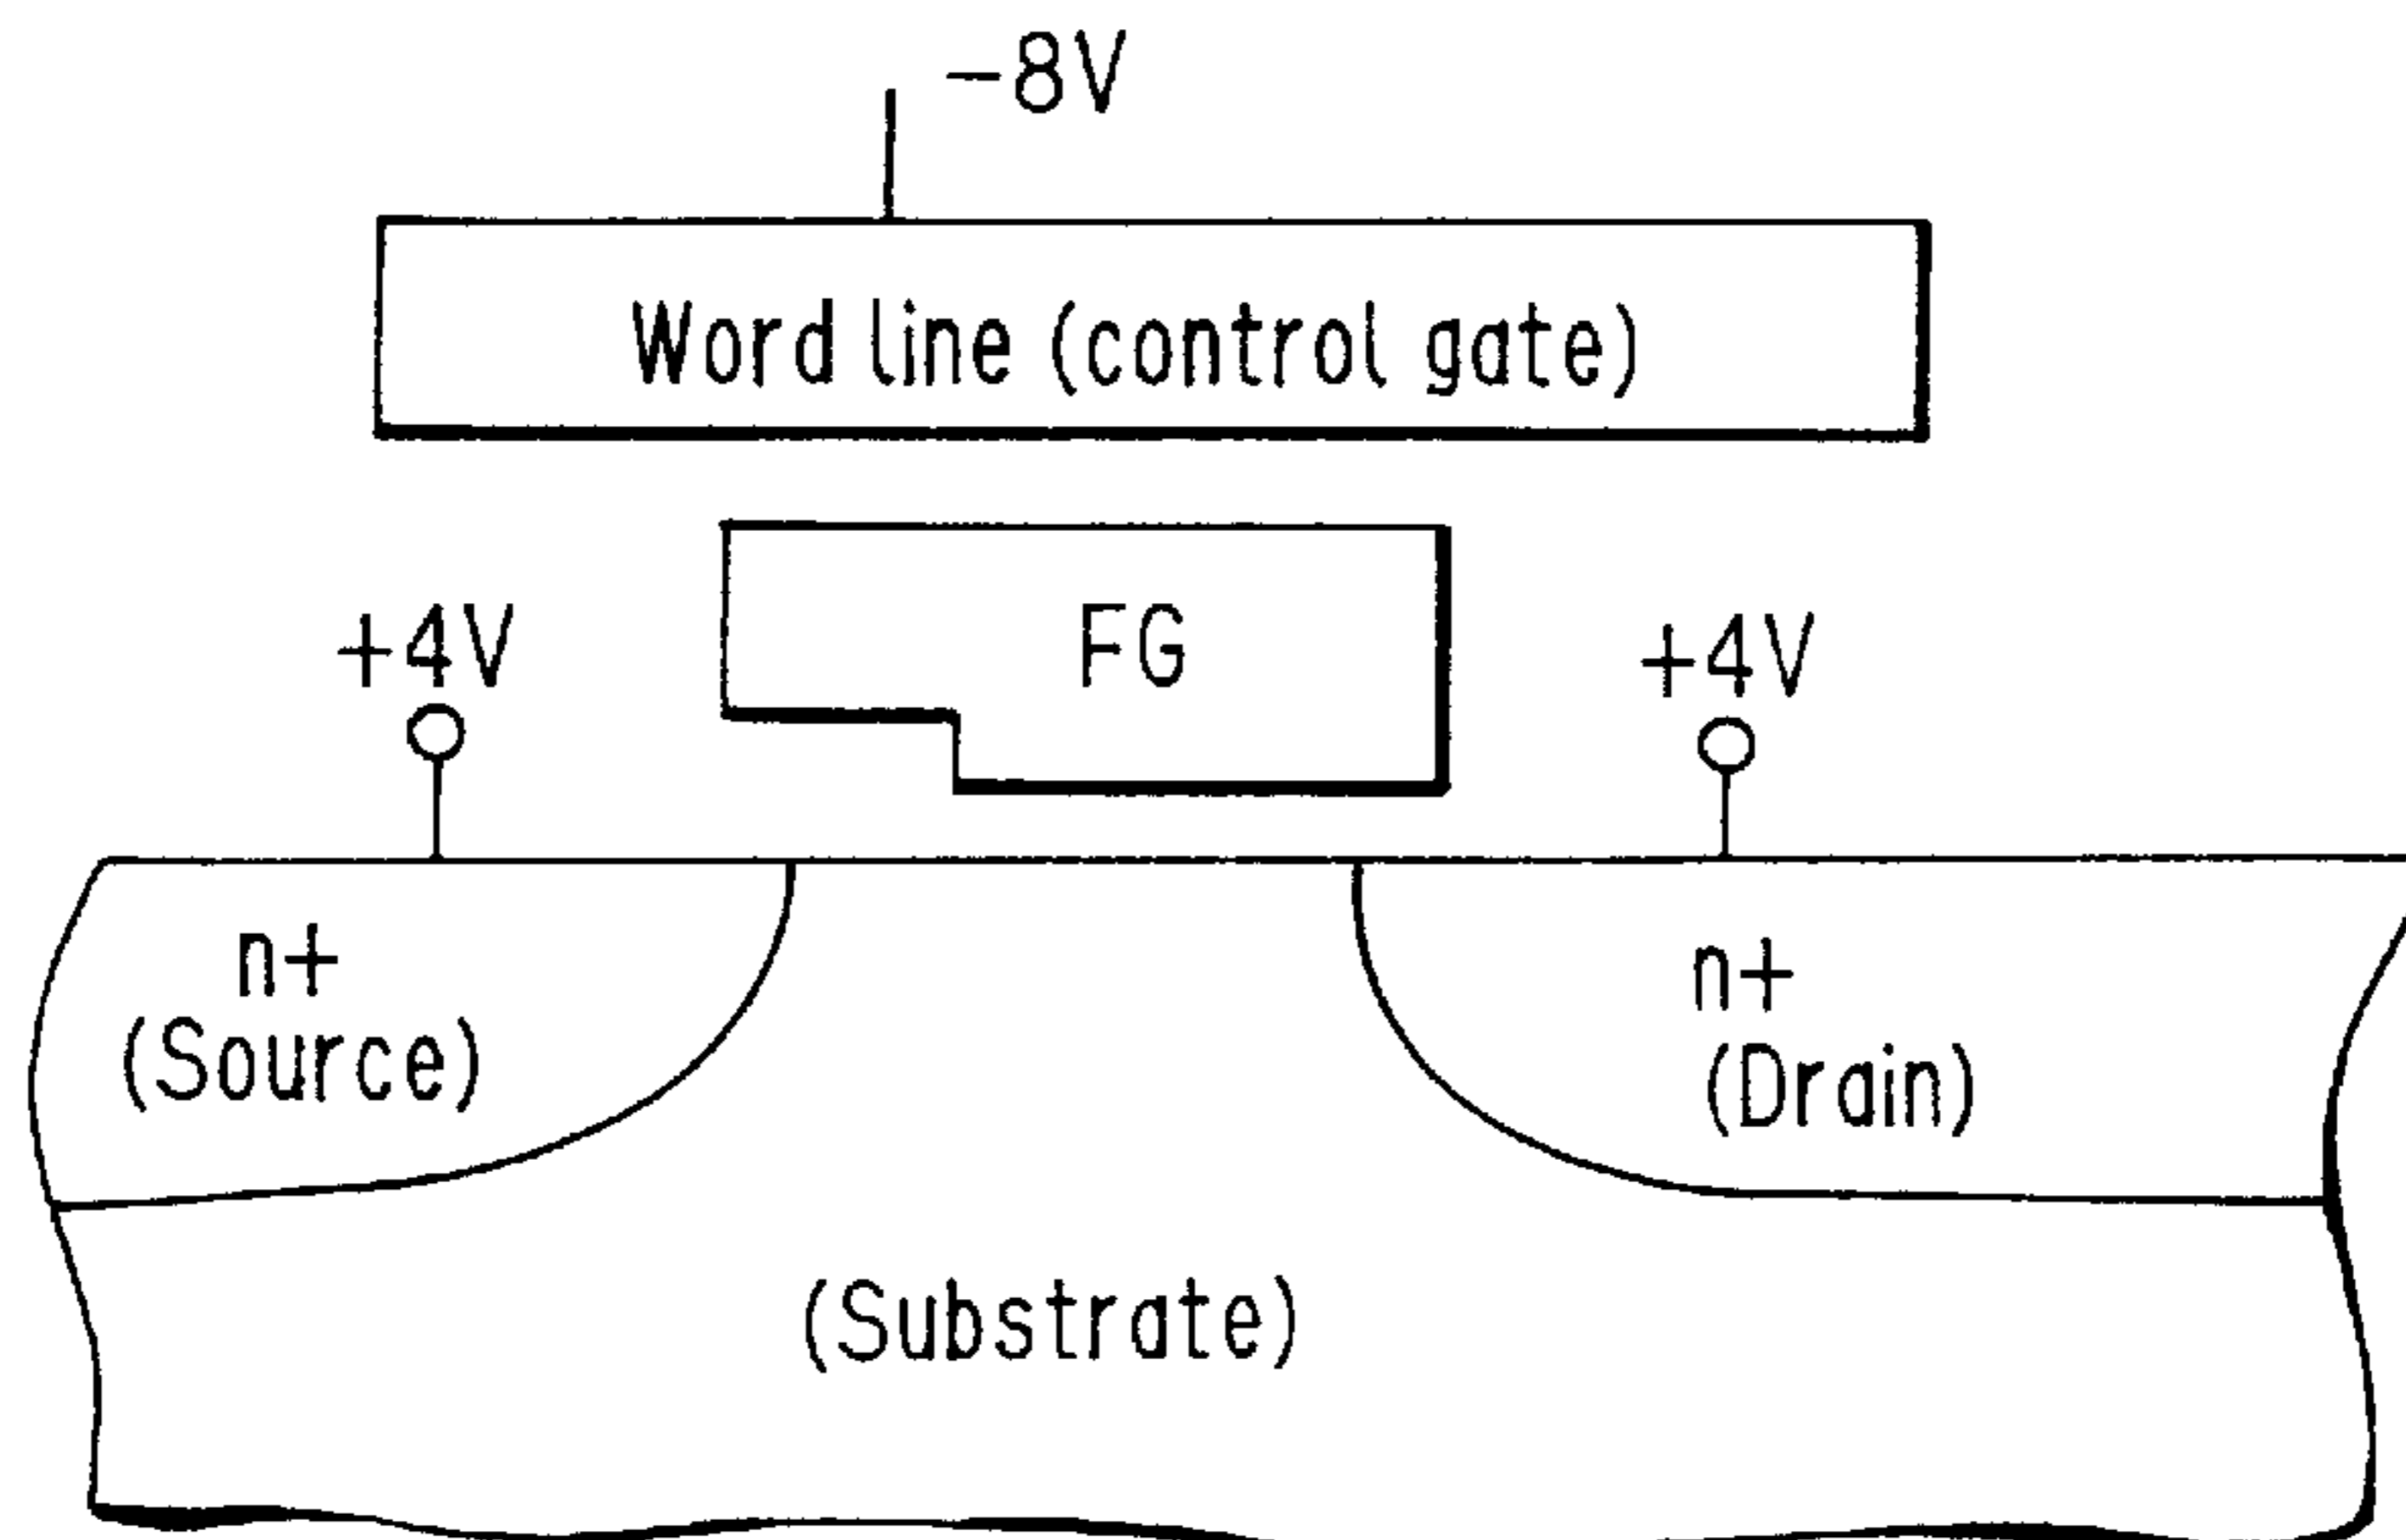 −8V
Word line (control gate)
FG
+4V
+4V
n+
(Source)
n+
(Drain)
(Substrate)